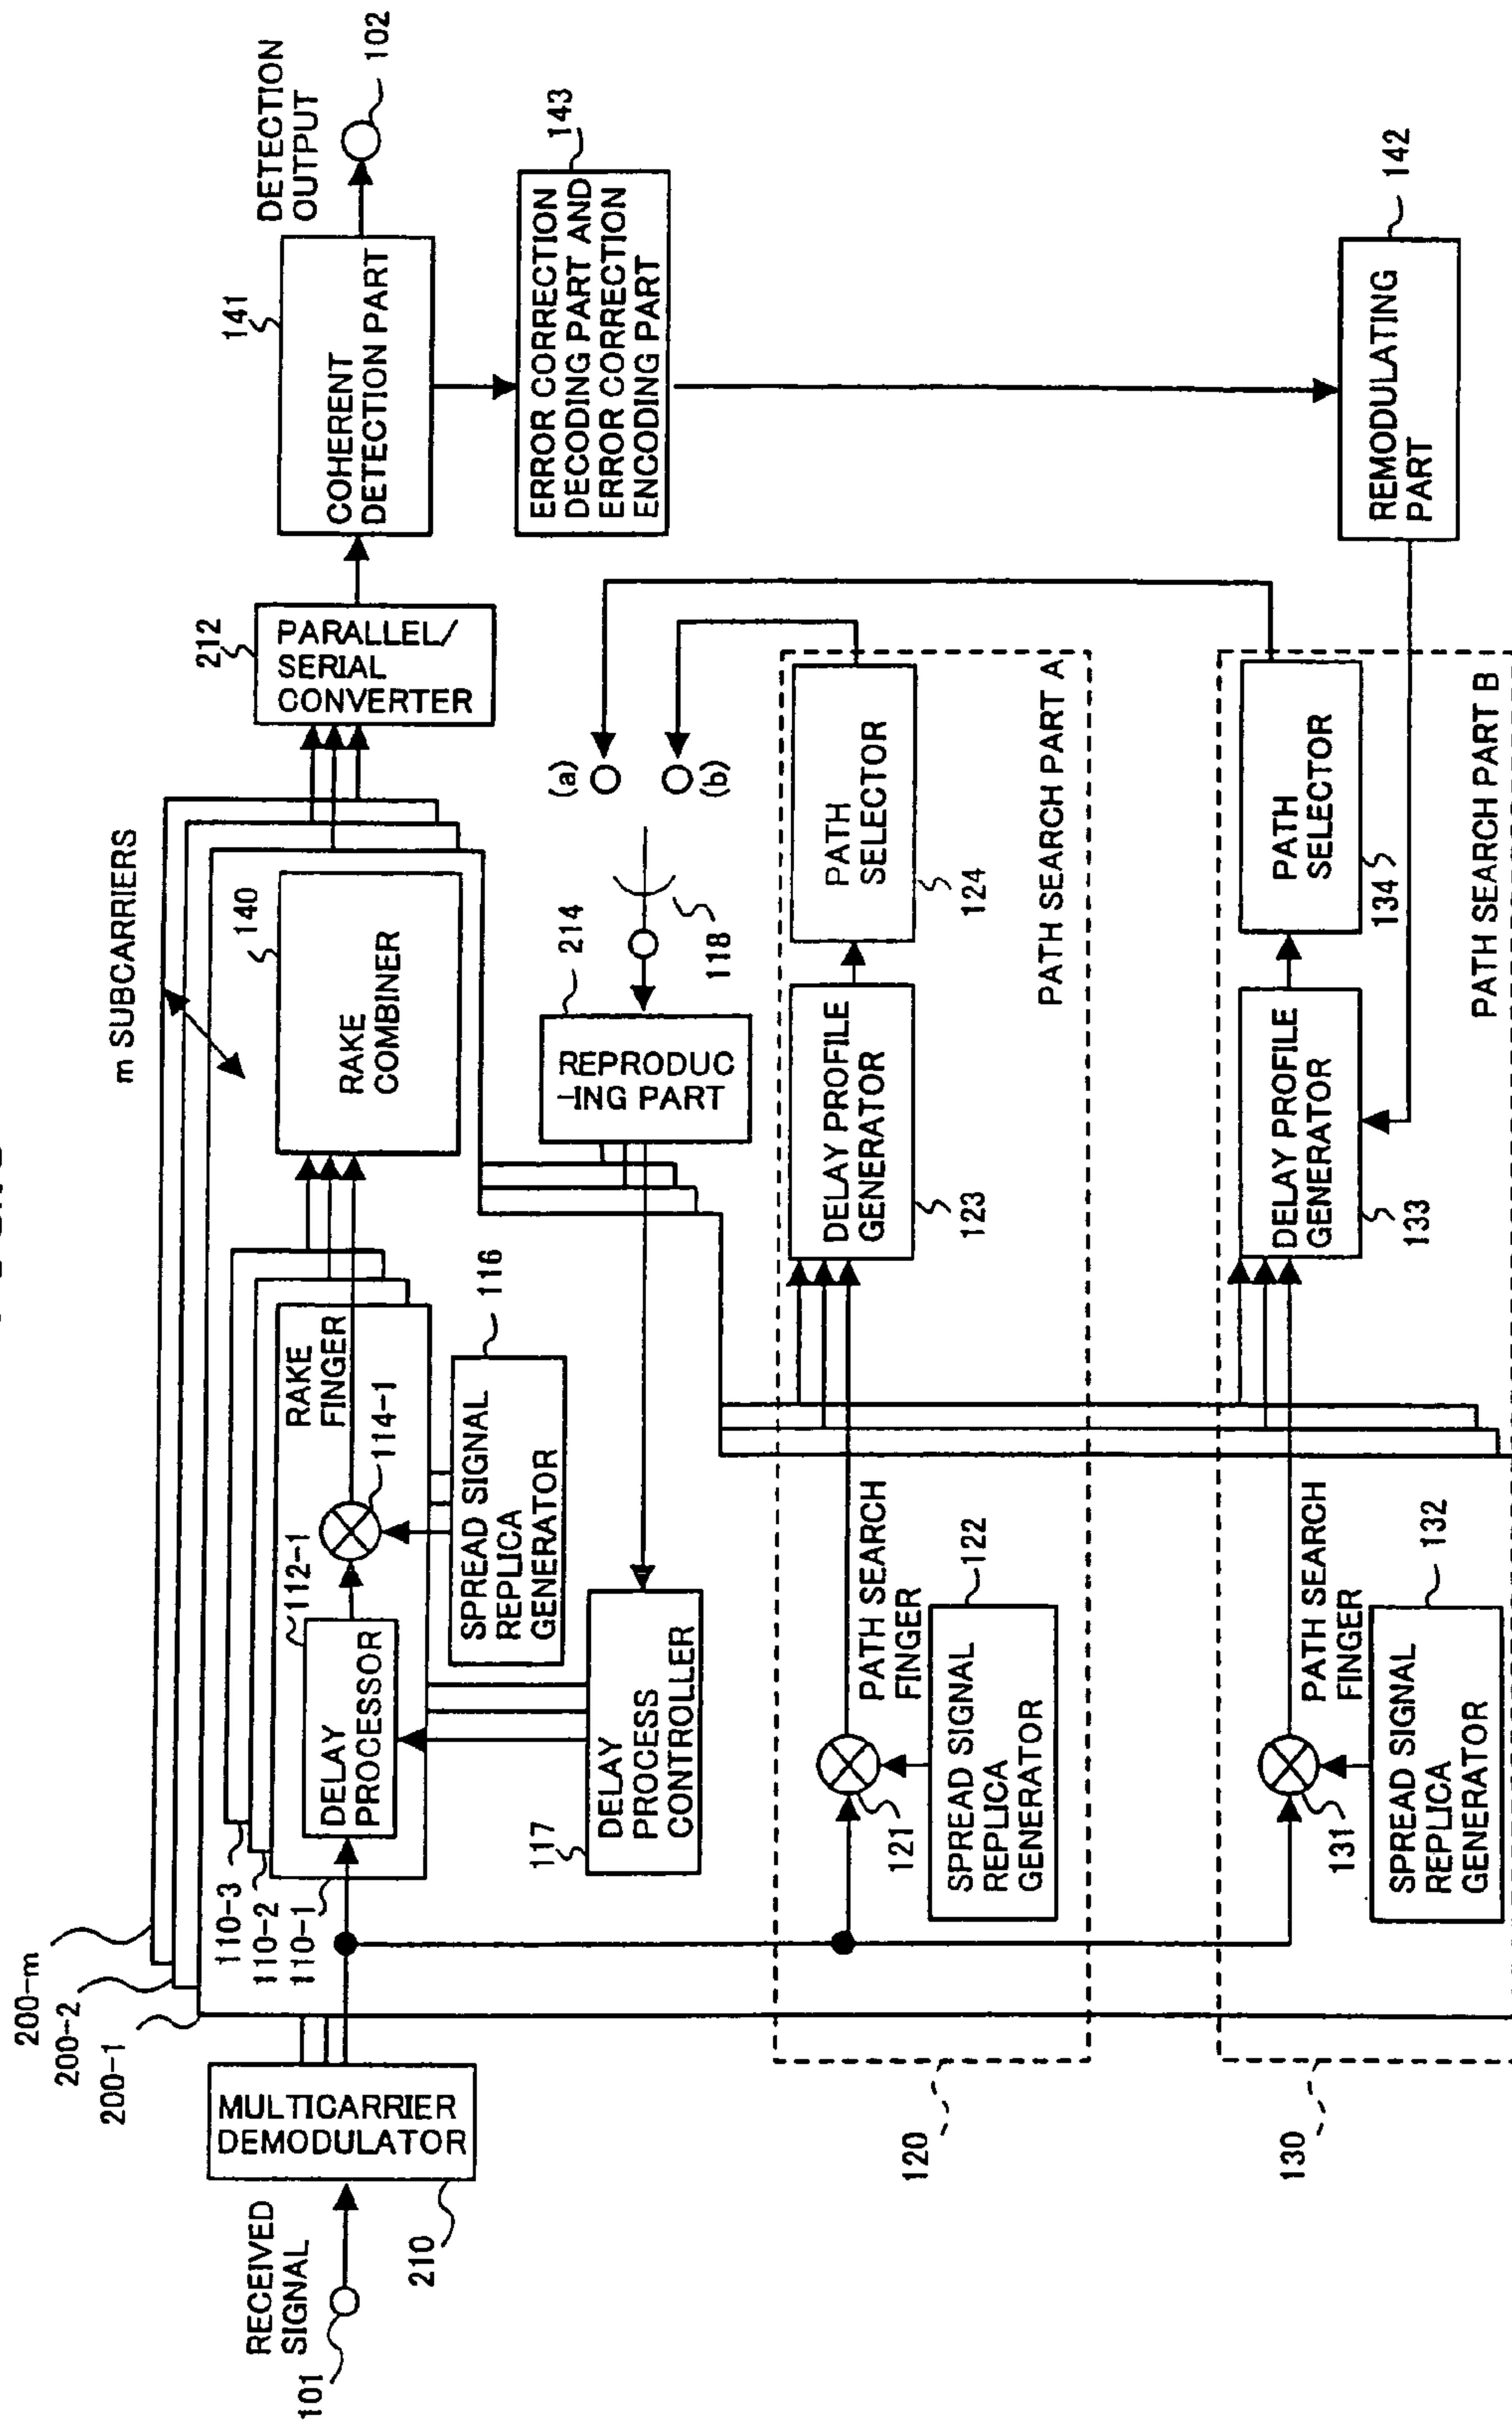 RECEIVED
SIGNAL
101
210
MULTICARRIER
DEMODULATOR
200-m
200-2
200-1
m SUBCARRIERS
110-3
110-2
110-1
112-1
DELAY
PROCESSOR
RAKE
FINGER
114-1
116
SPREAD SIGNAL
REPLICA
GENERATOR
117
DELAY
PROCESS
CONTROLLER
140
RAKE
COMBINER
214
REPRODUC
-ING PART
118
(a)
(b)
212
PARALLEL/
SERIAL
CONVERTER
141
COHERENT
DETECTION PART
DETECTION
OUTPUT
102
143
ERROR CORRECTION
DECODING PART AND
ERROR CORRECTION
ENCODING PART
142
REMODULATING
PART
120
121
PATH SEARCH
FINGER
122
SPREAD SIGNAL
REPLICA
GENERATOR
DELAY PROFILE
GENERATOR
123
PATH
SELECTOR
124
PATH SEARCH PART A
130
131
PATH SEARCH
FINGER
132
SPREAD SIGNAL
REPLICA
GENERATOR
DELAY PROFILE
GENERATOR
133
PATH
SELECTOR
134
PATH SEARCH PART B